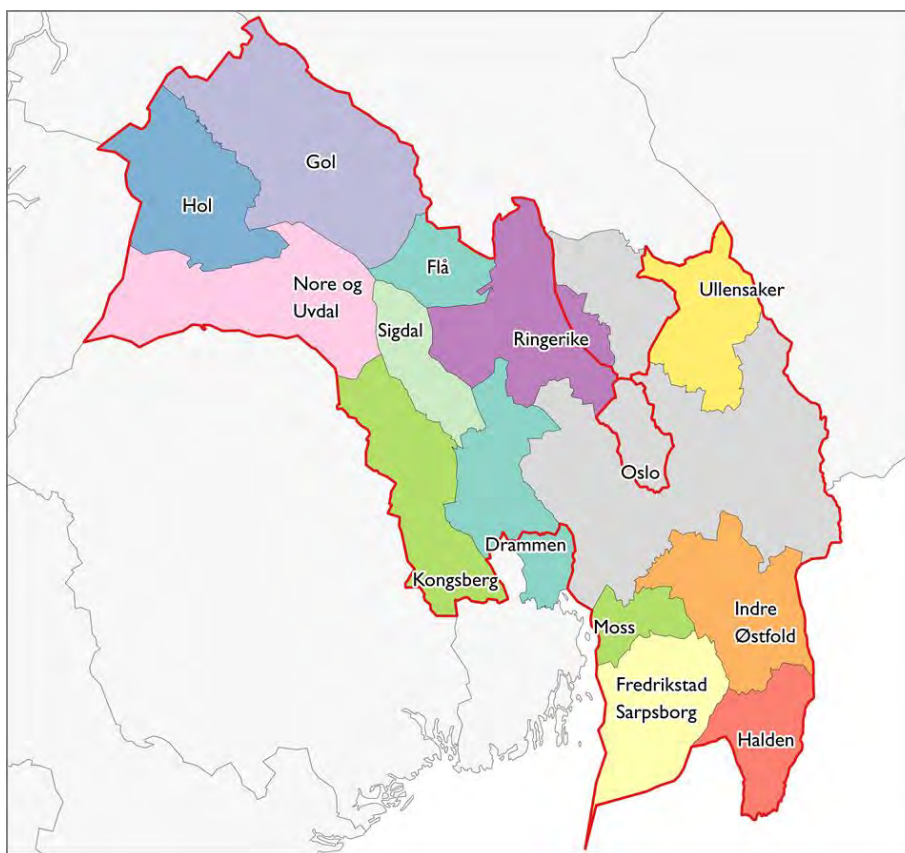 Gol
Hol
Flå
Nore og
Uvdal
Ullensaker
Sigdal
Ringerike
Oslo
Drammen
Kongsberg
Moss
Indre
Østfold
Fredrikstad
Sarpsborg
Halden